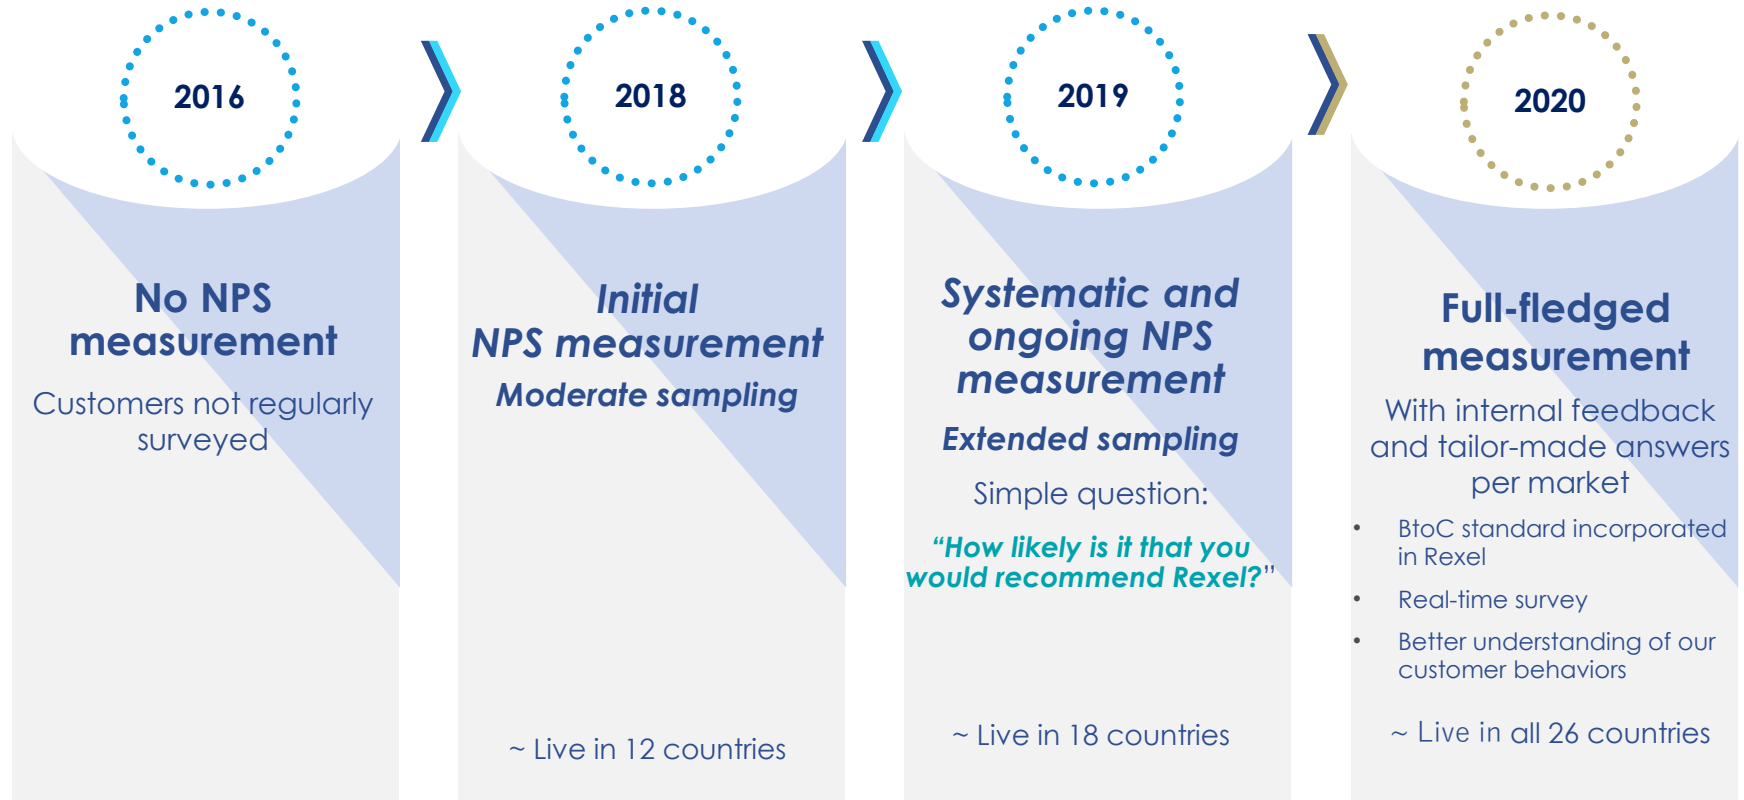 2016
No NPS
measurement
Customers not regularly
surveyed
2018
Initial
NPS measurement
Moderate sampling
~ Live in 12 countries
2019
Systematic and
ongoing NPS
measurement
Extended sampling
Simple question:
“How likely is it that you
would recommend Rexel?”
~ Live in 18 countries
2020
Full-fledged
measurement
With internal feedback
and tailor-made answers
per market
• BtoC standard incorporated
in Rexel
• Real-time survey
• Better understanding of our
customer behaviors
~ Live in all 26 countries